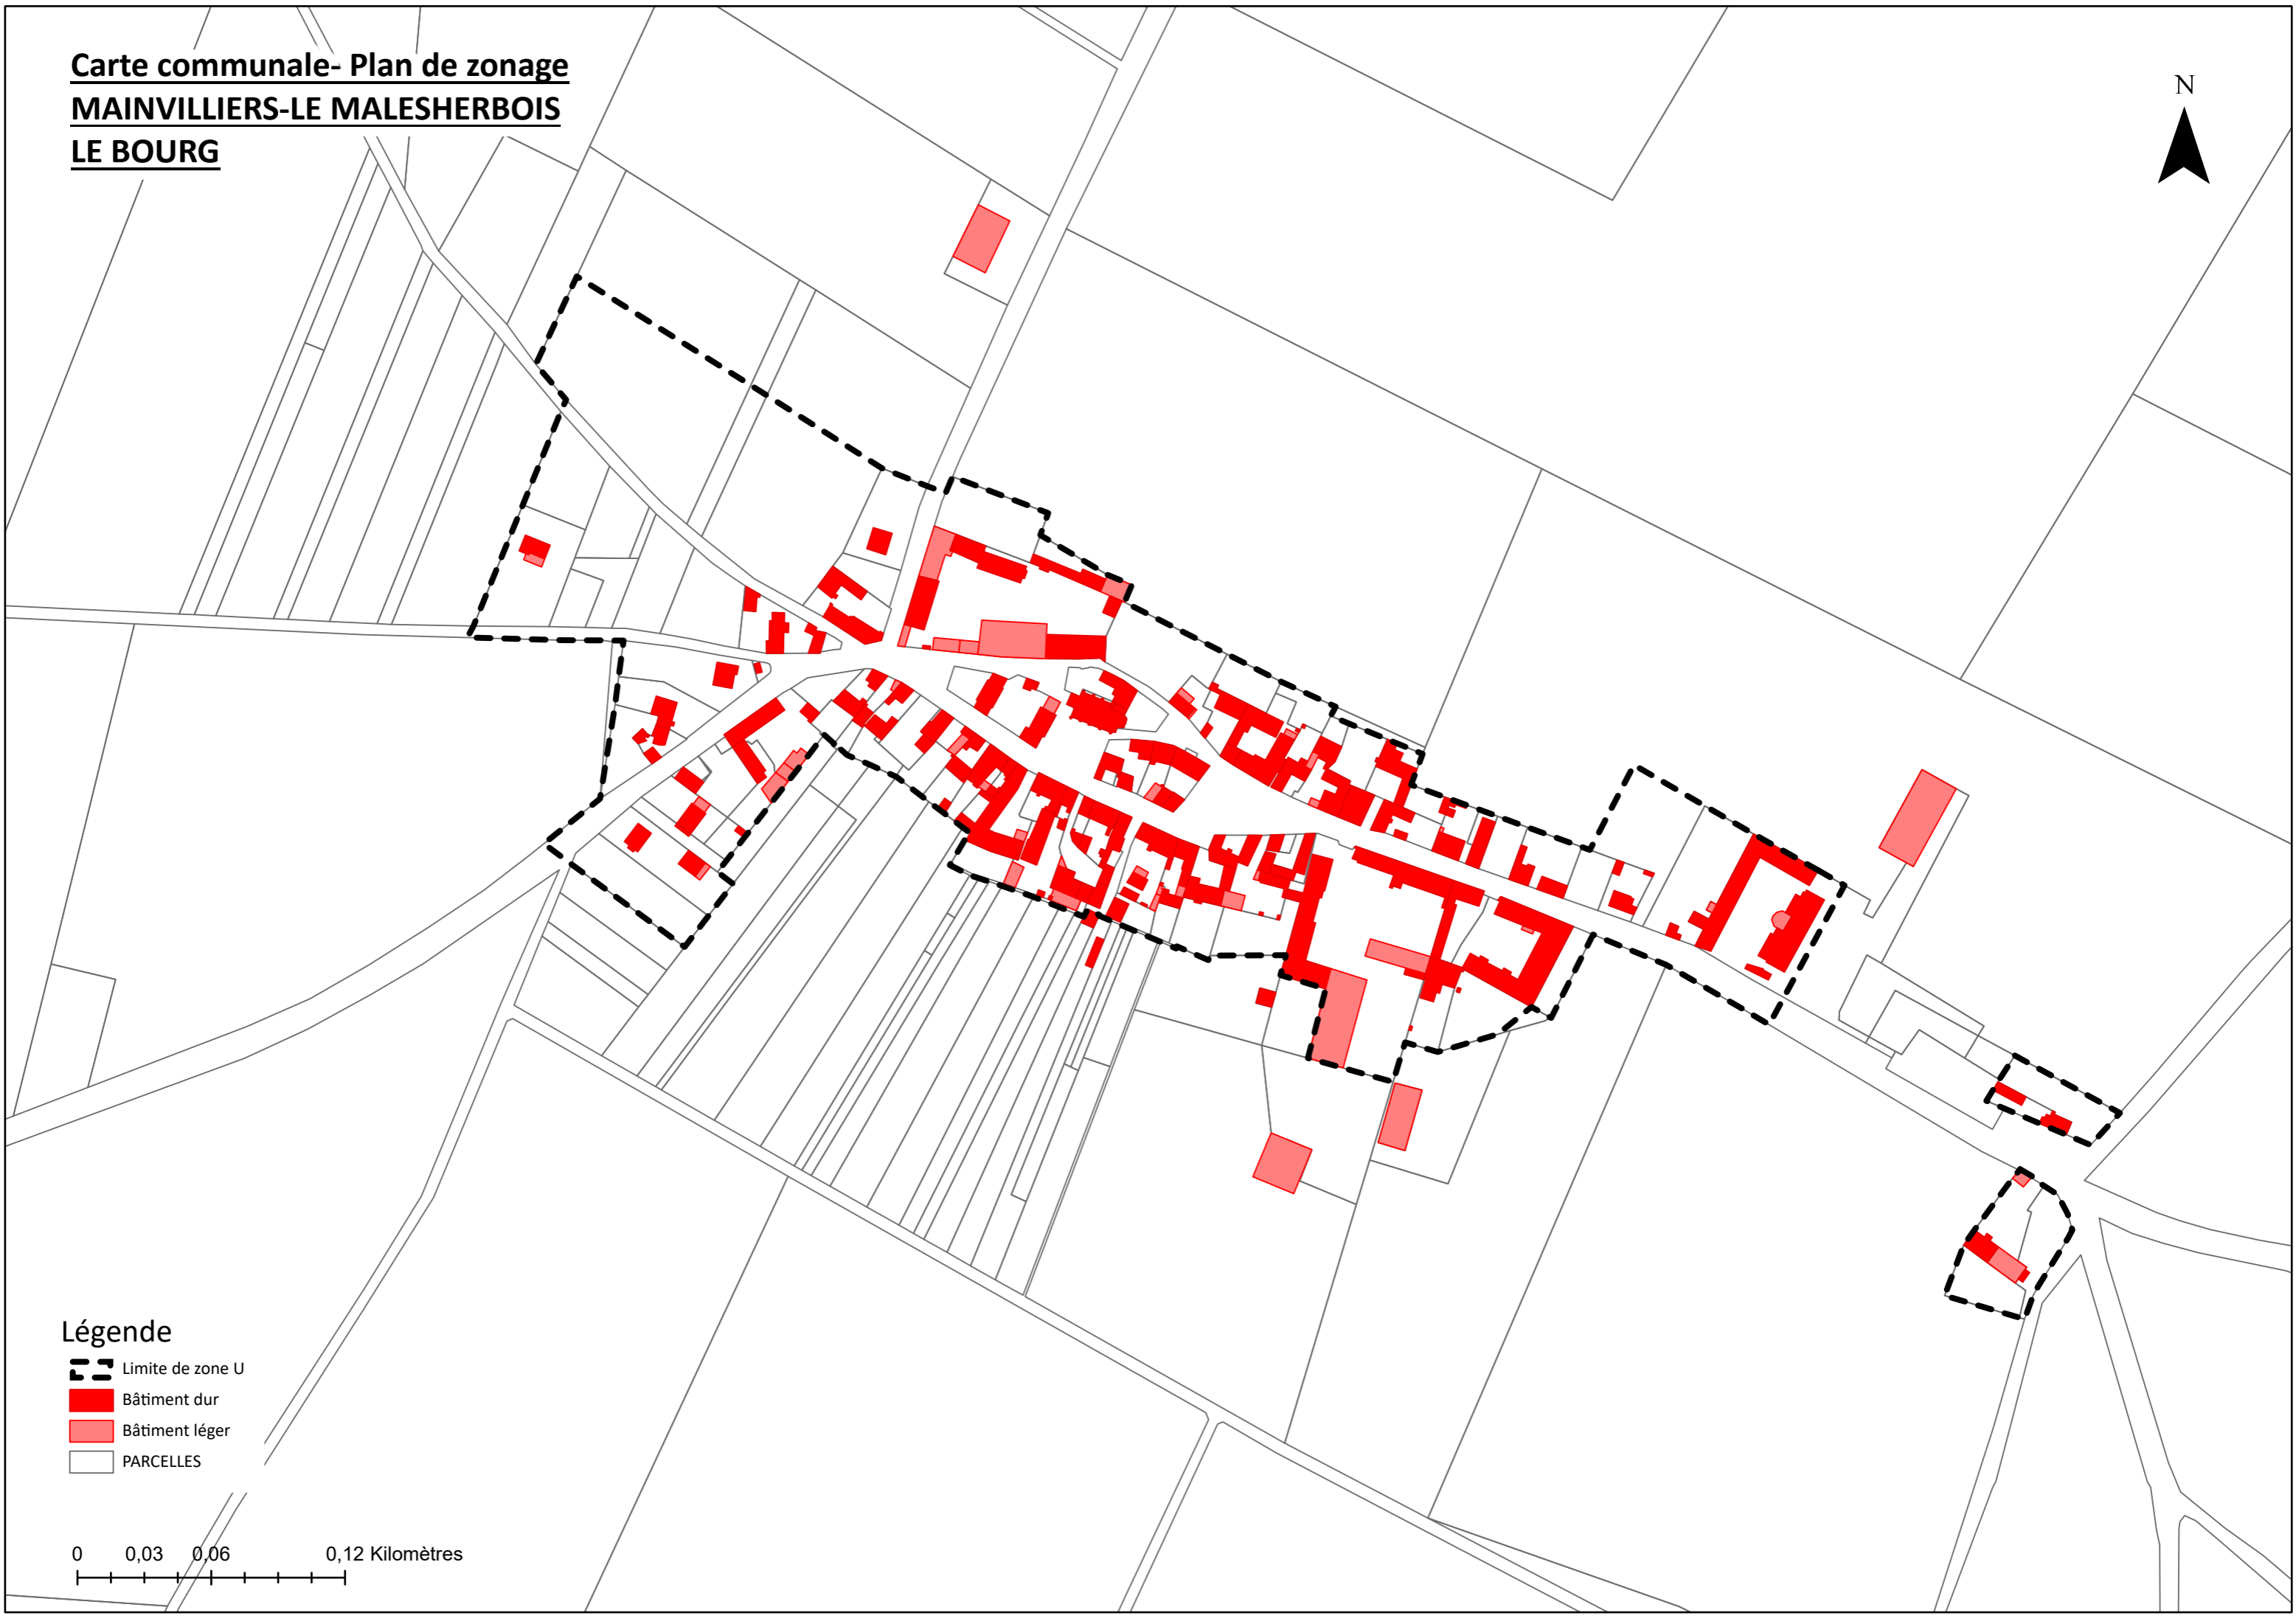 Carte communale- Plan de zonage
MAINVILLIERS-LE MALESHERBOIS
LE BOURG
N
Légende
Limite de zone U
Bâtiment dur
Bâtiment léger
PARCELLES
0 0,03 0,06 0,12 Kilomètres